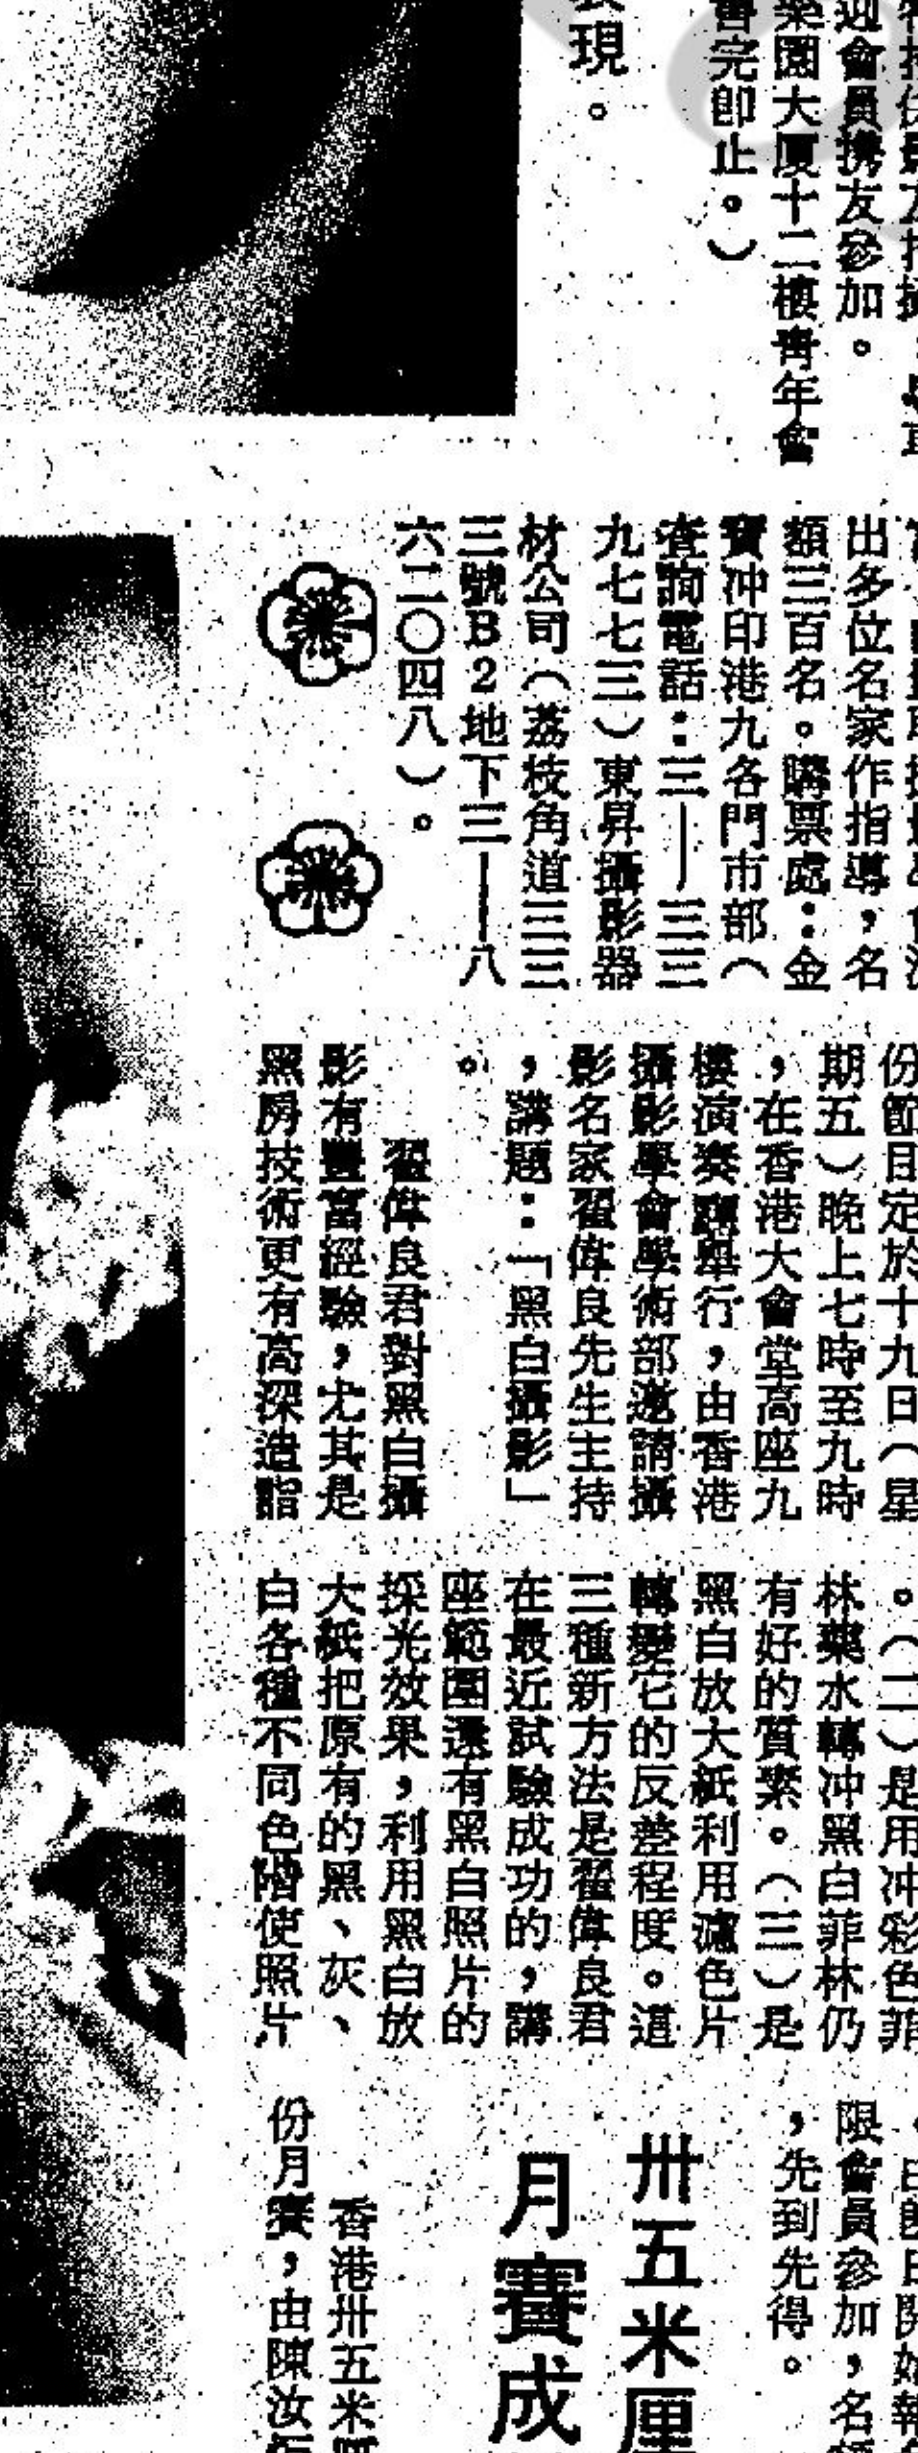 迎會員携友參加。
樂園大厦十二樓靑年會
售完即止。）
表現。
出多位名家作指導，名
額三百名。購票處：金
寶冲印港九各門市部（
查詢電話：三—三三
九七七三）東昇攝影器
材公司（荔枝角道三三
三號B2地下三—八
六二〇四八）。
份節目定於十九日（星
期五）晚上七時至九時
，在香港大會堂高座九
樓演奏廳舉行，由香港
攝影學會學術部邀請攝
影名家翟偉良先生主持
，講題：「黑白攝影」
。
翟偉良君對黑白攝
影有豐富經驗，尤其是
黑房技術更有高深造詣
。（二）是用冲彩色菲
林藥水轉冲黑白菲林仍
有好的質素。（三）是
黑白放大紙利用濾色片
轉變它的反差程度。這
三種新方法是翟偉良君
在最近試驗成功的，講
座範圍還有黑白照片的
採光效果，利用黑白放
大紙把原有的黑、灰、
白各種不同色階使照片
限會員參加，名
，先到先得。
卅五米厘
月賽成
香港卅五米
份月賽，由陳汝